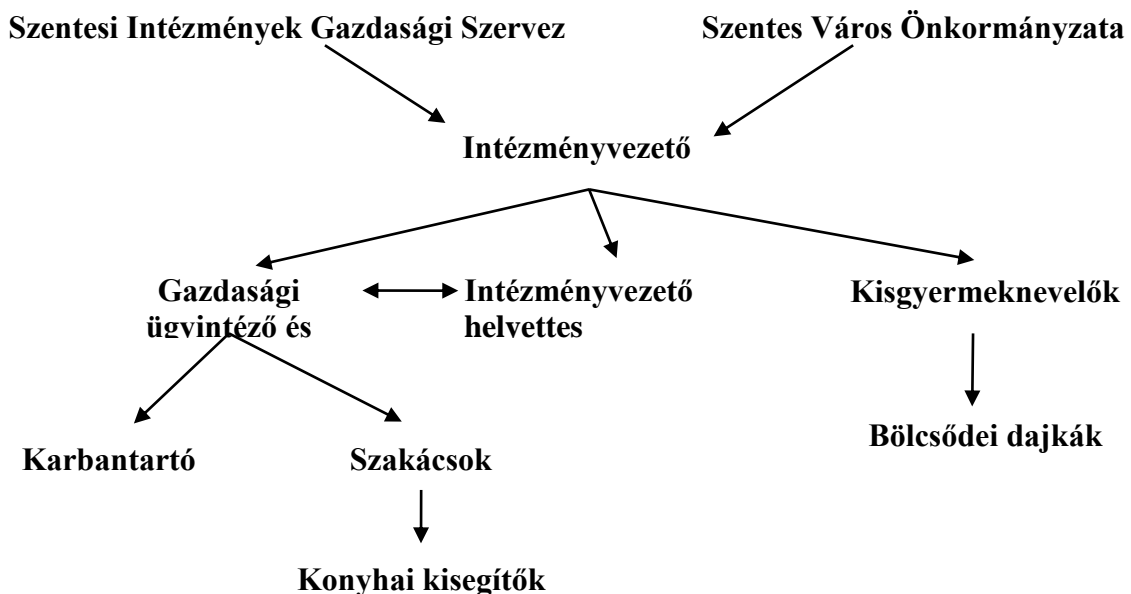 Szentesi Intézmények Gazdasági Szervez
Szentes Város Önkormányzata
Intézményvezető
Gazdasági
ügyintéző és
Intézményvezető
helyettes
Kisgyermeknevelők
Karbantartó
Szakácsok
Bölcsődei dajkák
Konyhai kisegítők